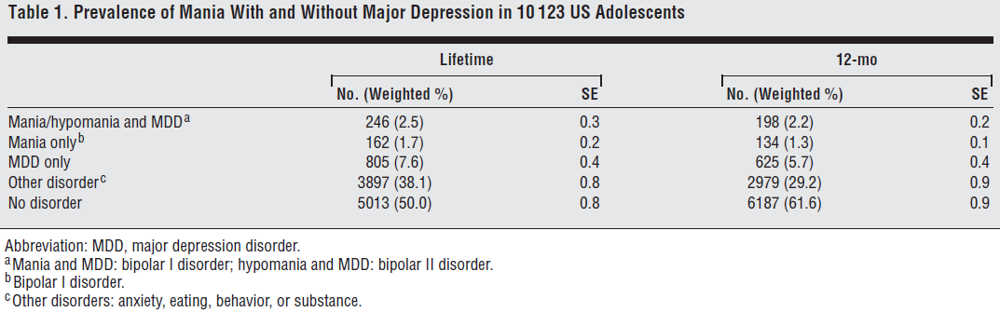 Table 1. Prevalence of Mania With and Without Major Depression in 10 123 US Adolescents
Lifetime 12-mo
No. (Weighted %) SE No. (Weighted %) SE
Mania/hypomania and MDDa 246 (2.5) 0.3 198 (2.2) 0.2
Mania onlyb 162 (1.7) 0.2 134 (1.3) 0.1
MDD only 805 (7.6) 0.4 625 (5.7) 0.4
Other disorderc 3897 (38.1) 0.8 2979 (29.2) 0.9
No disorder 5013 (50.0) 0.8 6187 (61.6) 0.9
Abbreviation: MDD, major depression disorder.
a Mania and MDD: bipolar I disorder; hypomania and MDD: bipolar II disorder.
b Bipolar I disorder.
c Other disorders: anxiety, eating, behavior, or substance.